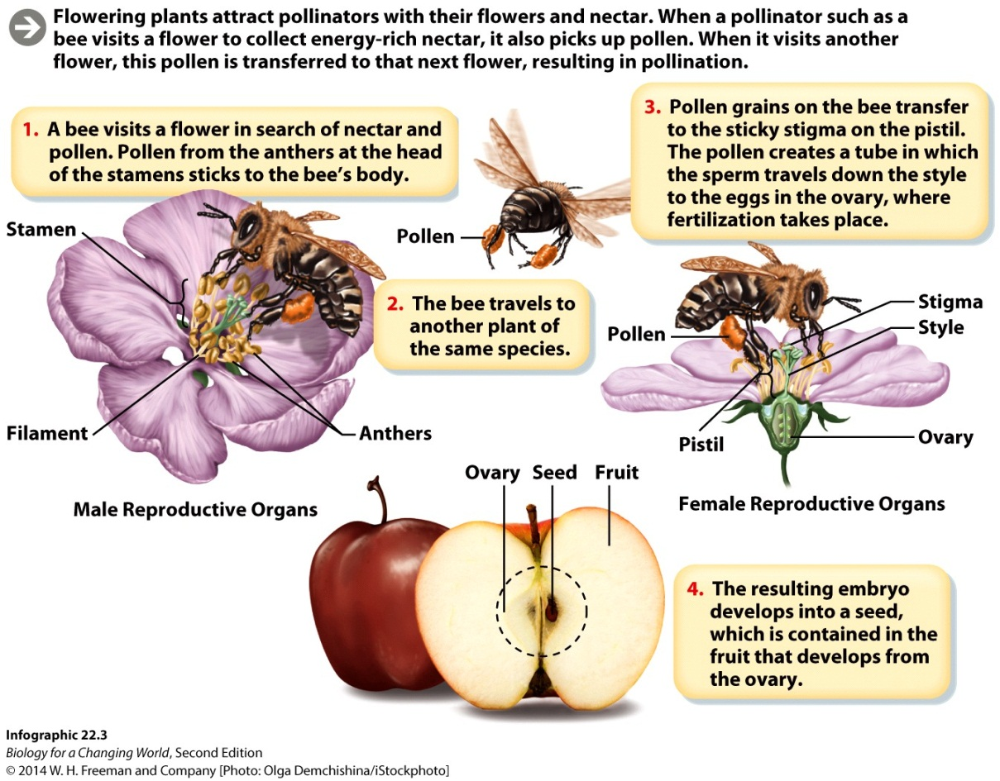 Flowering plants attract pollinators with their flowers and nectar. When a pollinator such as a
bee visits a flower to collect energy-rich nectar, it also picks up pollen. When it visits another
flower, this pollen is transferred to that next flower, resulting in pollination.
1. A bee visits a flower in search of nectar and
pollen. Pollen from the anthers at the head
of the stamens sticks to the bee's body.
Stamen
Filament
Anthers
Male Reproductive Organs
Pollen
2. The bee travels to
another plant of
the same species.
3. Pollen grains on the bee transfer
to the sticky stigma on the pistil.
The pollen creates a tube in which
the sperm travels down the style
to the eggs in the ovary, where
fertilization takes place.
Stigma
Style
Pollen
Pistil
Ovary
Female Reproductive Organs
Ovary Seed Fruit
4. The resulting embryo
develops into a seed,
which is contained in the
fruit that develops from
the ovary.
Infographic 22.3
Biology for a Changing World, Second Edition
© 2014 W. H. Freeman and Company [Photo: Olga Demchishina/iStockphoto]